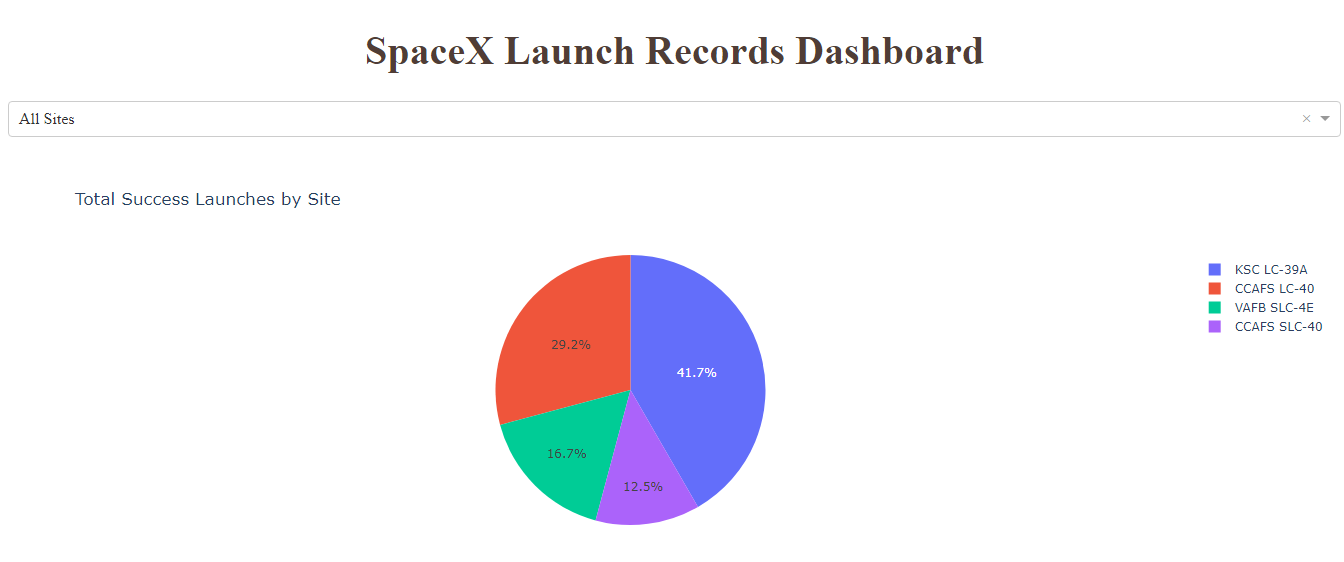 SpaceX Launch Records Dashboard
All Sites
Total Success Launches by Site
KSC LC-39A
CCAFS LC-40
VAFB SLC-4E
CCAFS SLC-40
29.2%
41.7%
16.7%
12.5%